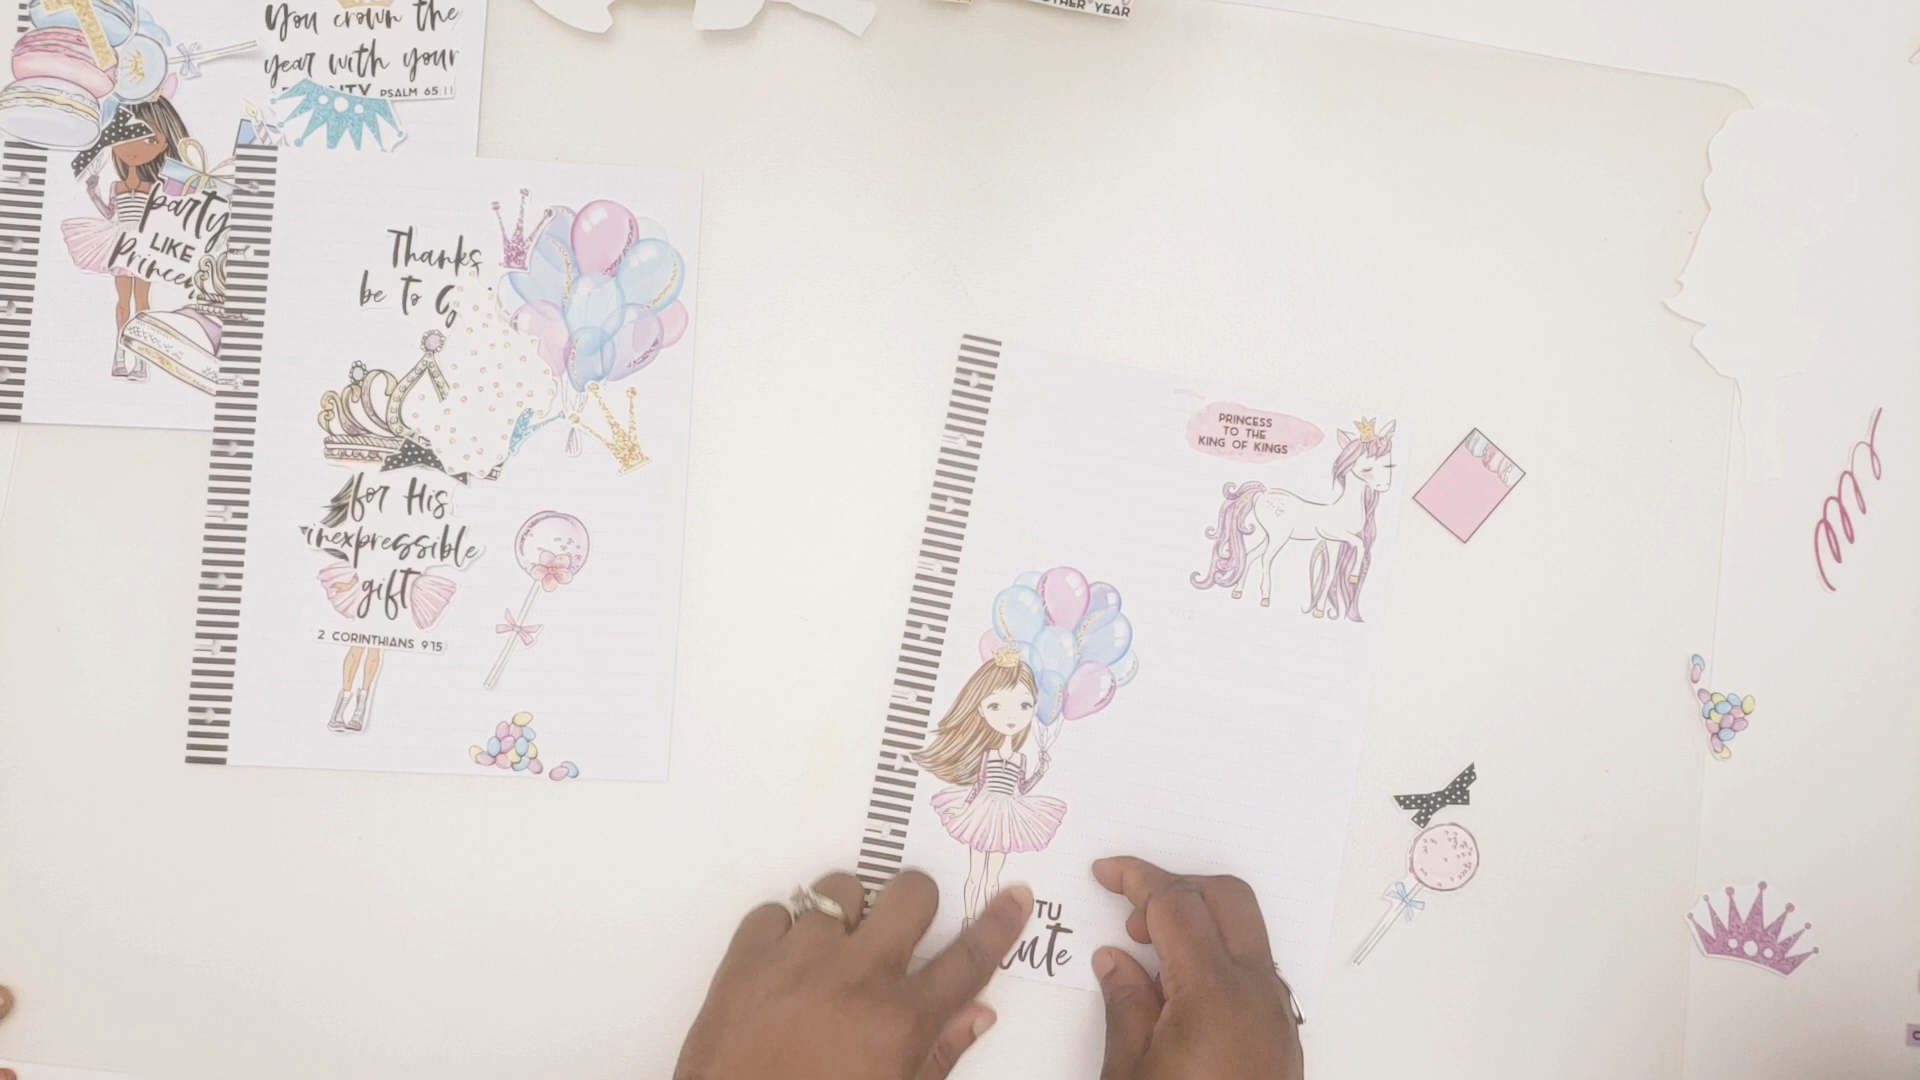 OTHER YEAR
You crown the
year with your
PSALM 65:11
party
LIKE
Thanks
be to
for His
inexpressible
gift
2 CORINTHIANS 9:15
PRINCESS
TO THE
KING OF KINGS
TU